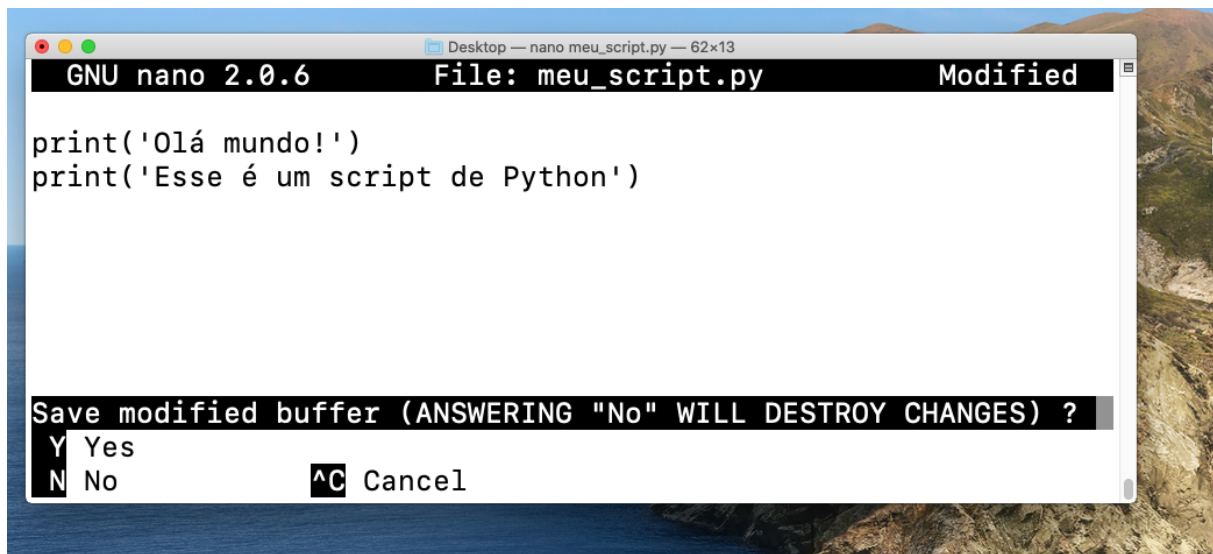 Desktop — nano meu_script.py — 62×13
GNU nano 2.0.6 File: meu_script.py Modified
print('Olá mundo!')
print('Esse é um script de Python')
Save modified buffer (ANSWERING "No" WILL DESTROY CHANGES) ?
Y Yes
N No ^C Cancel